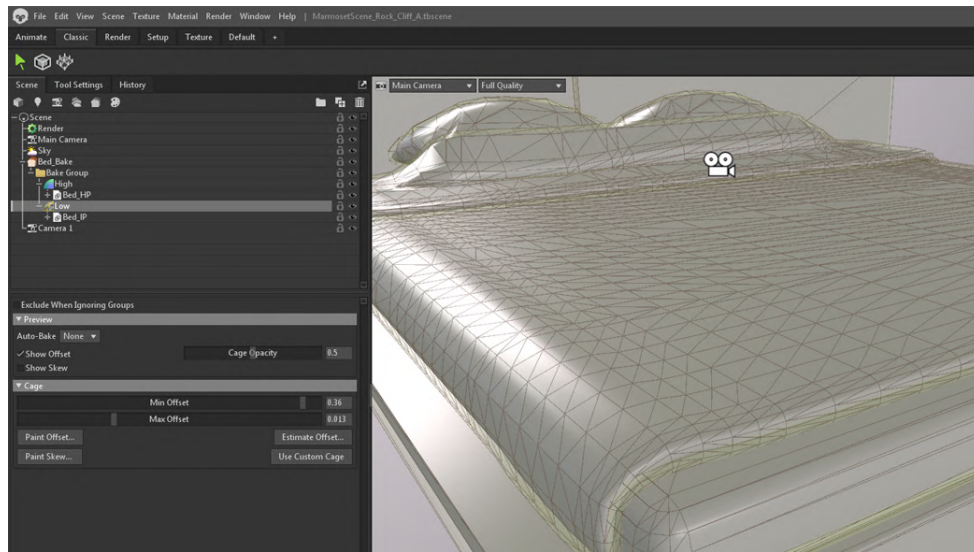 File Edit View Scene Texture Material Render Window Help | MarmosetScene_Rock_Cliff_A.tbscene
Animate Classic Render Setup Texture Default +
Scene Tool Settings History
Main Camera Full Quality
Scene
Render
Main Camera
Sky
Bed_Bake
Bake Group
High
Bed_HP
Low
Bed_lP
Camera 1
Exclude When Ignoring Groups
Preview
Auto-Bake None
Show Offset Cage Opacity 0.5
Show Skew
Cage
Min Offset 0.36
Max Offset 0.013
Paint Offset... Estimate Offset...
Paint Skew... Use Custom Cage